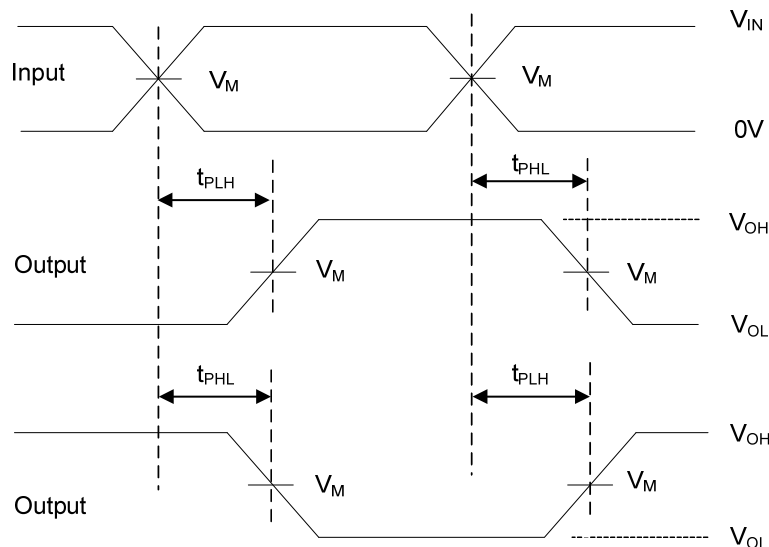 V_IN
Input
V_M
V_M
0V
t_PLH
t_PHL
V_OH
Output
V_M
V_M
V_OL
t_PHL
t_PLH
V_OH
V_M
V_M
Output
V_OL